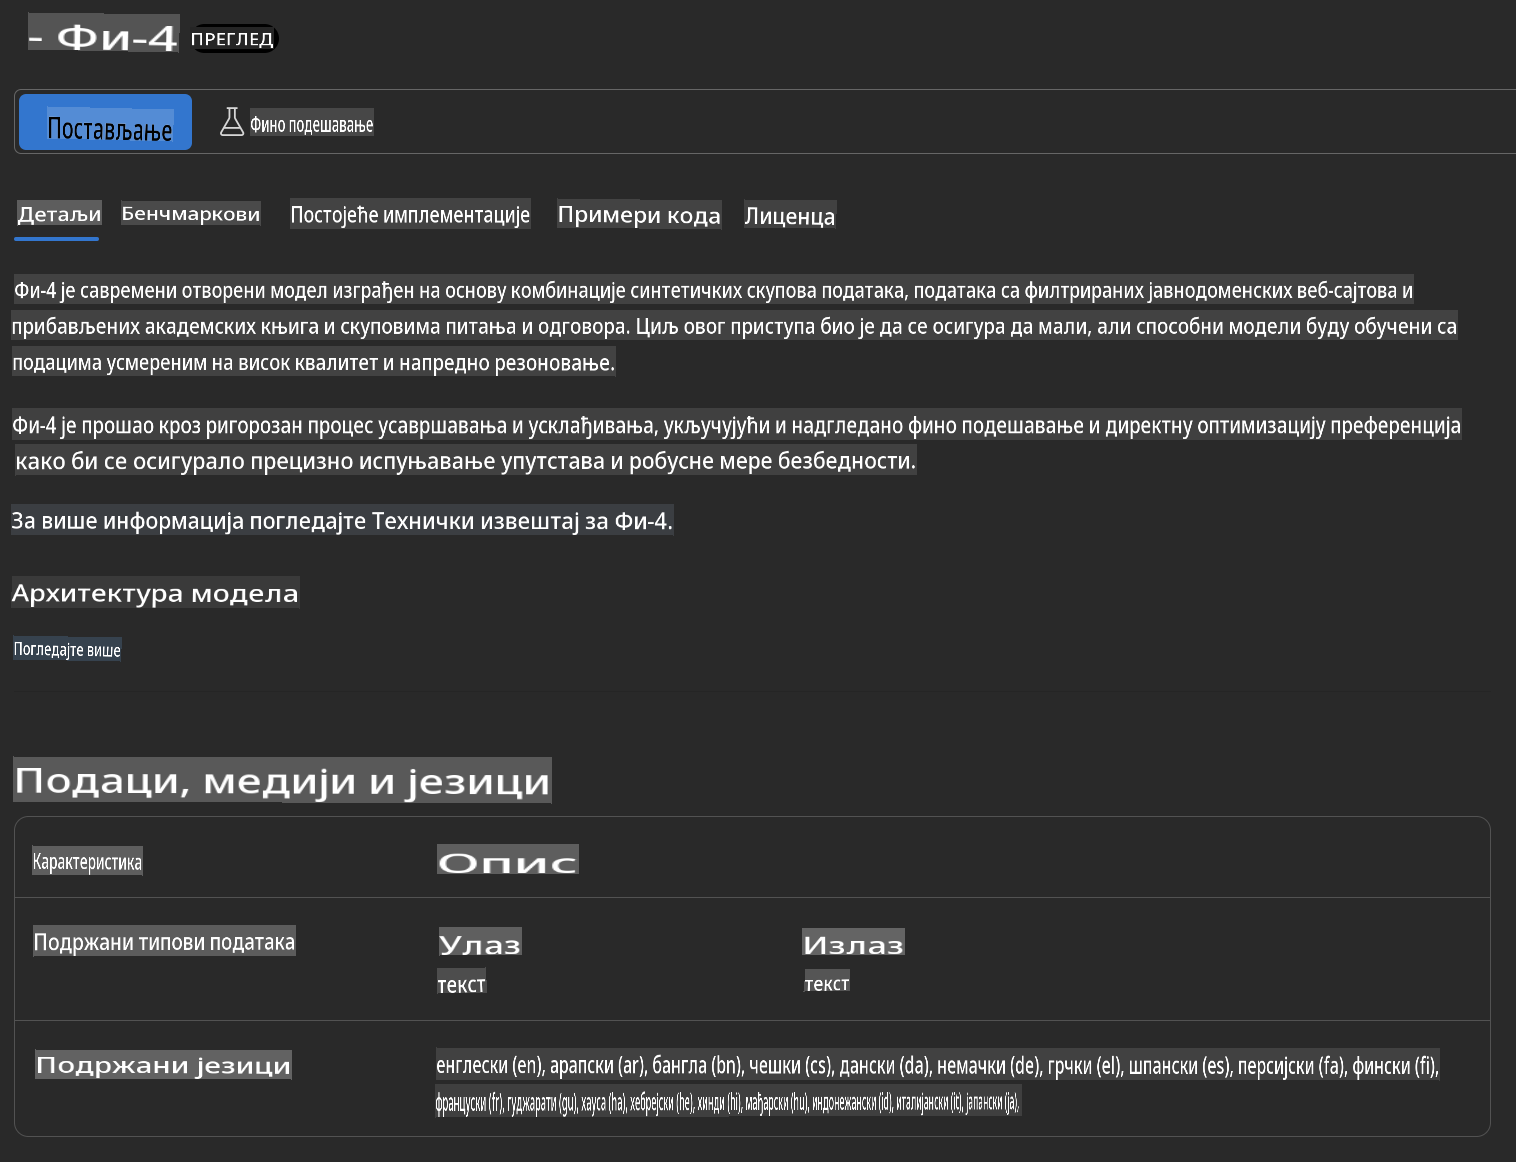 - Фи-4 ПРЕГЛЕД
Постављање Фино подешавање
Детаљи Бенчмаркови Постојеће имплементације Примери кода Лиценца
Фи-4 је савремени отворени модел изграђен на основу комбинације синтетичких скупова података, података са филтрираних јавнодоменских веб-сајтова и
прибављених академских књига и скуповима питања и одговора. Циљ овог приступа био је да се осигура да мали, али способни модели буду обучени са
подацима усмереним на висок квалитет и напредно резоновање.
Фи-4 је прошао кроз ригорозан процес усавршавања и усклађивања, укључујући и надгледано фино подешавање и директну оптимизацију преференција
како би се осигурало прецизно испуњавање упутстава и робусне мере безбедности.
За више информација погледајте Технички извештај за Фи-4.
Архитектура модела
Погледајте више
Подаци, медији и језици
Карактеристика Опис
Подржани типови података Улаз Излаз
текст текст
Подржани језици енглески (en), арапски (ar), бангла (bn), чешки (cs), дански (da), немачки (de), грчки (el), шпански (es), персијски (fa), фински (fi),
француски (fr), гуджарати (gu), хауса (ha), хебрејски (he), хинди (hi), мађарски (hu), индонежански (id), италијански (it), јапански (ja),